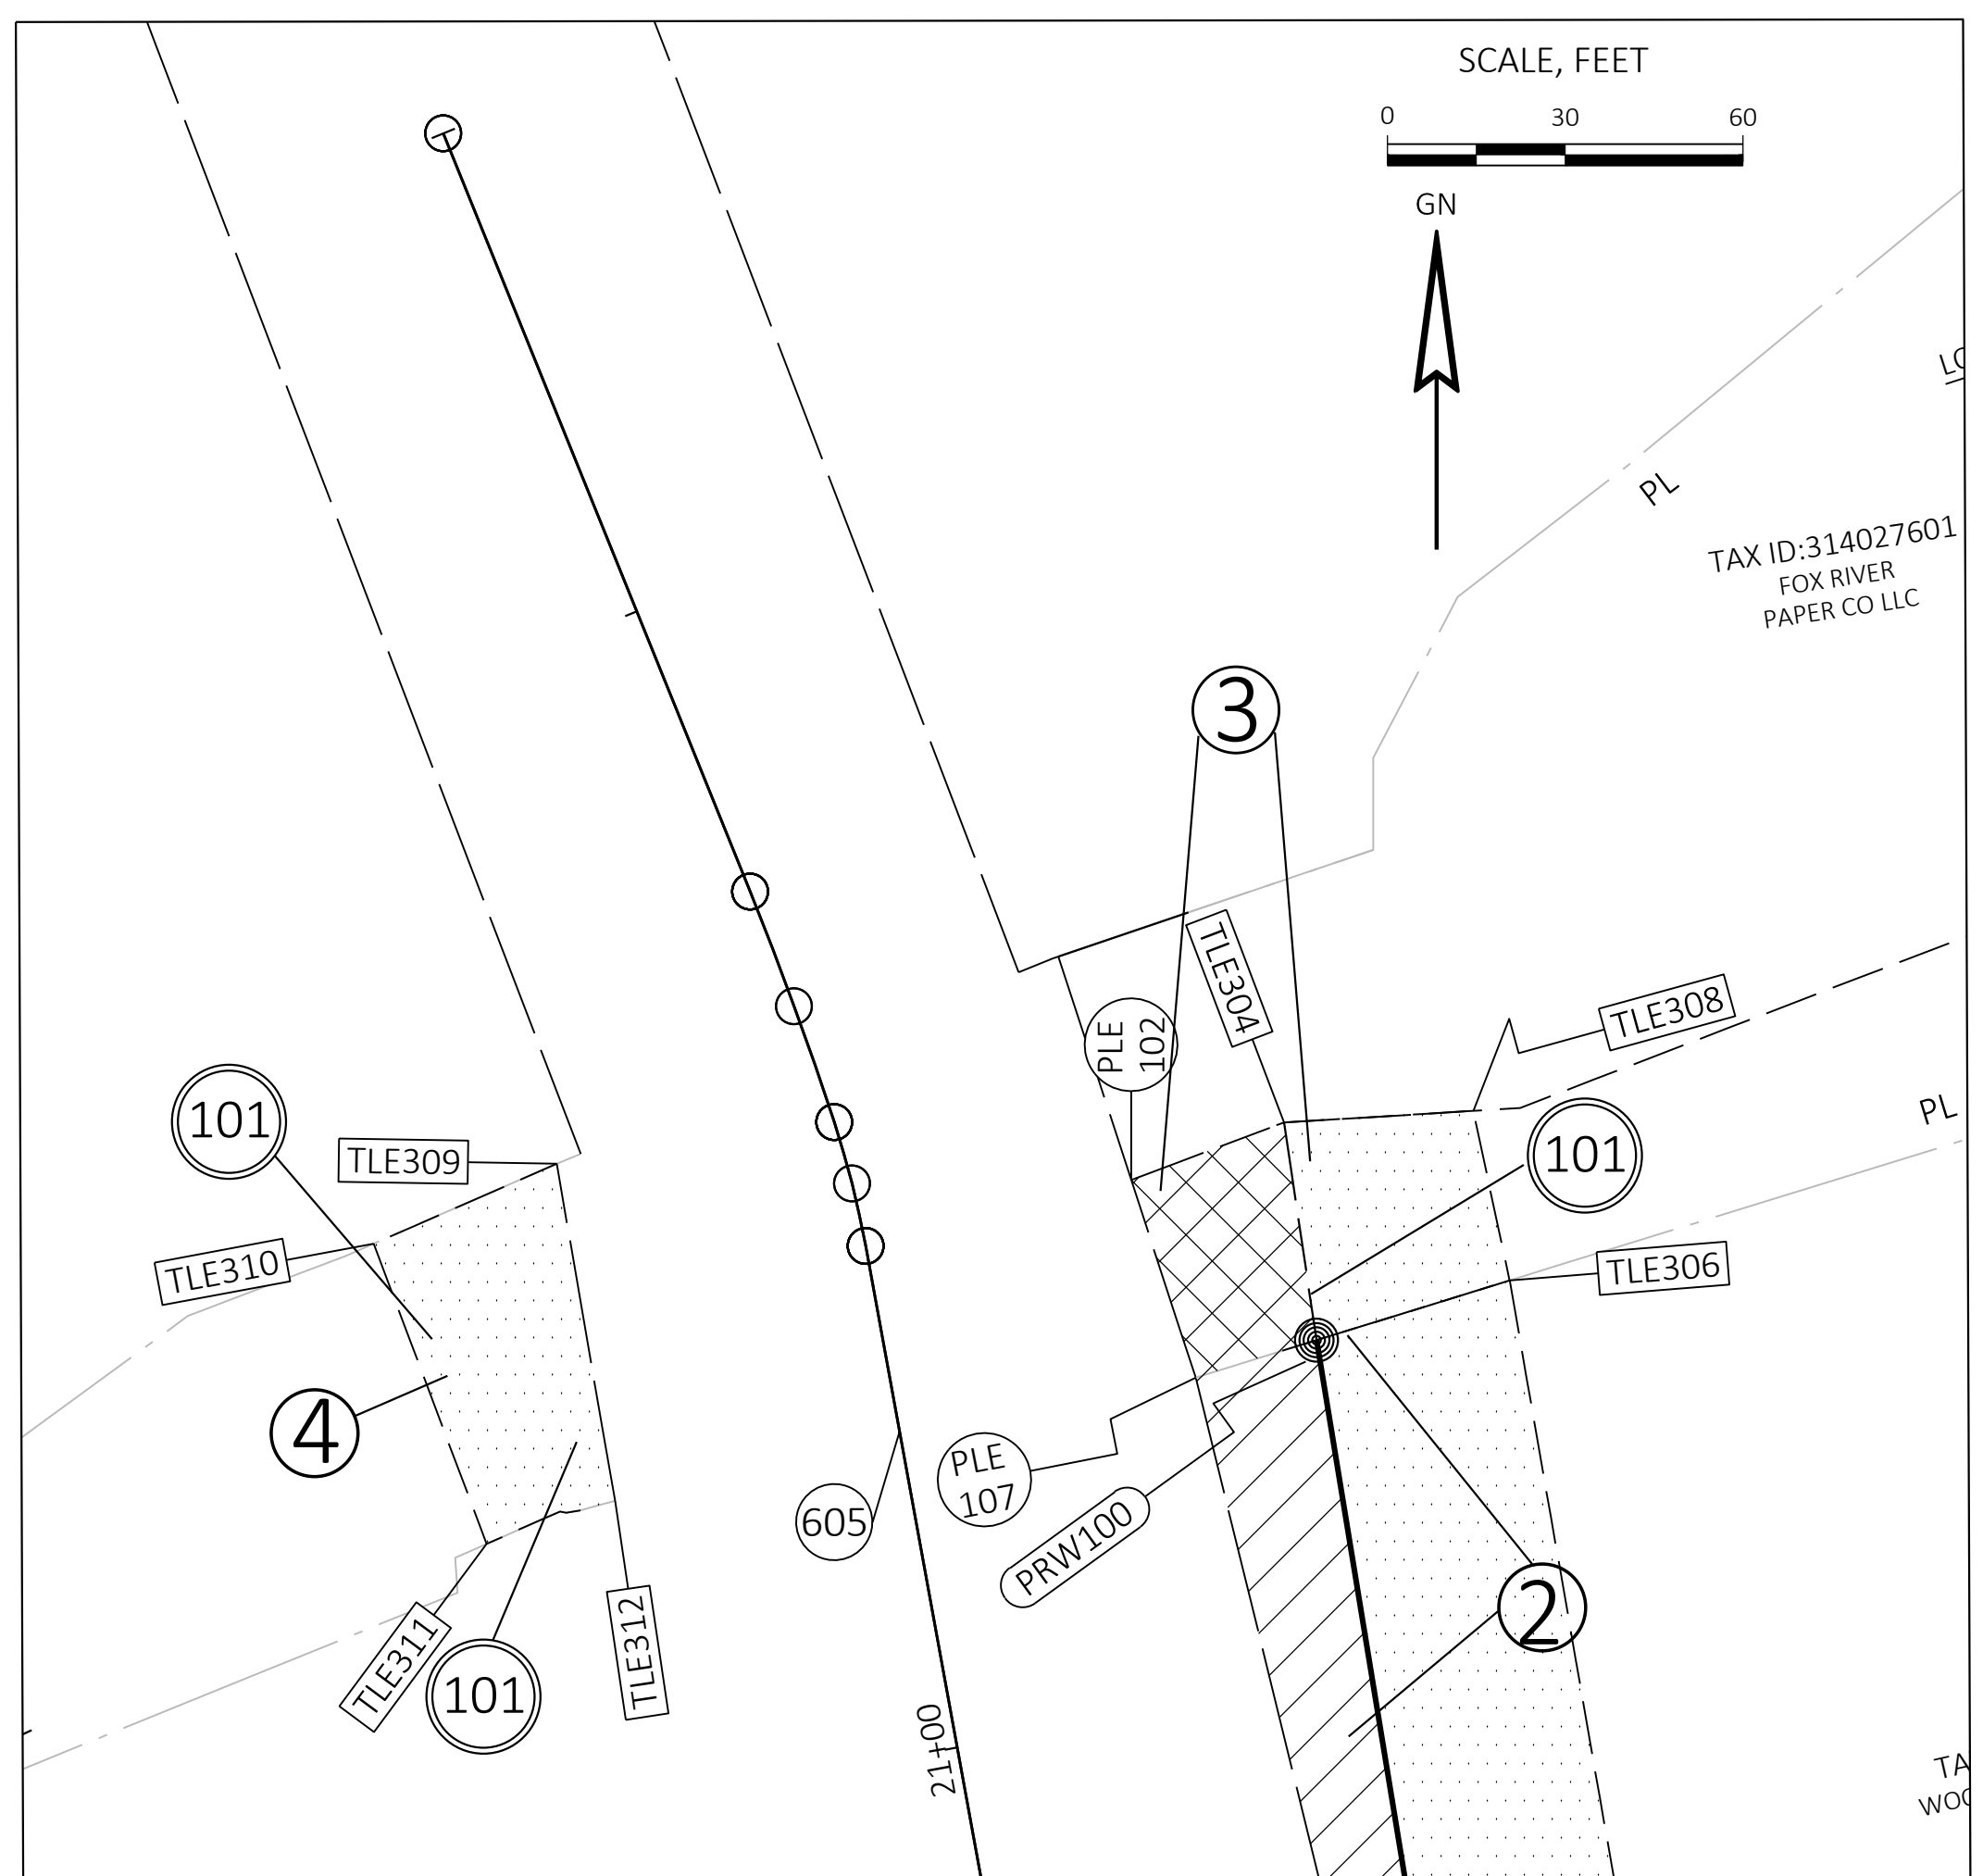 SCALE, FEET
0 30 60
GN
PL
TAX ID:314027601
FOX RIVER
PAPER CO LLC
3
TLE304
TLE308
PLE
102
101
PL
101
TLE309
TLE310
TLE306
4
PLE
107
605
PRW100
2
TLE311
TLE312
101
21+00